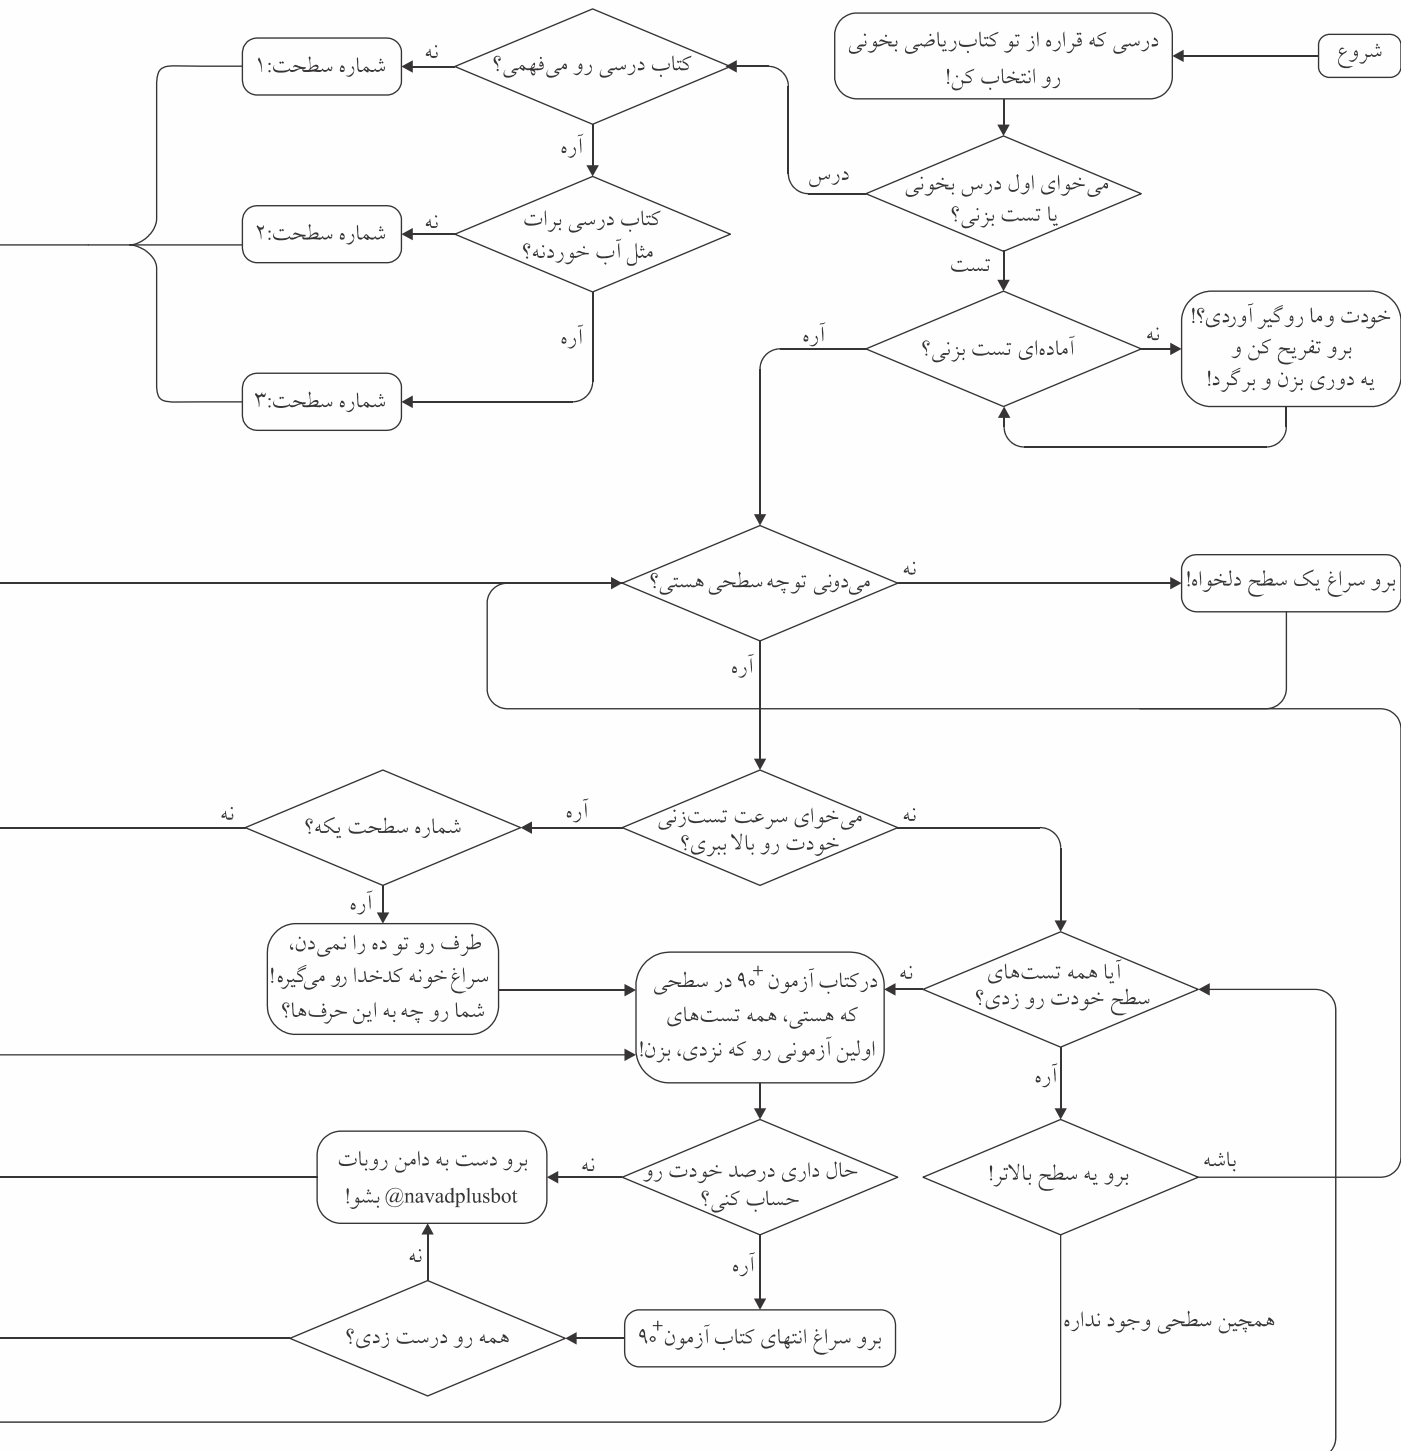 شروع
درسی که قراره از تو کتاب‌ریاضی بخونی
رو انتخاب کن!
می‌خوای اول درس بخونی
یا تست بزنی؟
درس
کتاب درسی رو می‌فهمی؟
نه
شماره سطحت:۱
آره
کتاب درسی برات
مثل آب خوردنه؟
نه
شماره سطحت:۲
آره
شماره سطحت:۳
تست
آماده‌ای تست بزنی؟
نه
خودت وما روگیر آوردی؟!
برو تفریح کن و
یه دوری بزن و برگرد!
آره
می‌دونی تو چه سطحی هستی؟
نه
برو سراغ یک سطح دلخواه!
آره
می‌خوای سرعت تست‌زنی
خودت رو بالا ببری؟
آره
شماره سطحت یکه؟
نه
آره
طرف رو تو ده را نمی‌دن،
سراغ‌خونه کدخدا رو می‌گیره!
شما رو چه به این حرف‌ها؟
نه
آیا همه تست‌های
سطح خودت رو زدی؟
نه
درکتاب آزمون ۹۰+ در سطحی
که هستی، همه تست‌های
اولین آزمونی رو که نزدی، بزن!
آره
برو یه سطح بالاتر!
باشه
همچین سطحی وجود نداره
حال داری درصد خودت رو
حساب کنی؟
نه
برو دست به دامن روبات
@navadplusbot بشو!
آره
برو سراغ انتهای کتاب آزمون۹۰+
همه رو درست زدی؟
نه